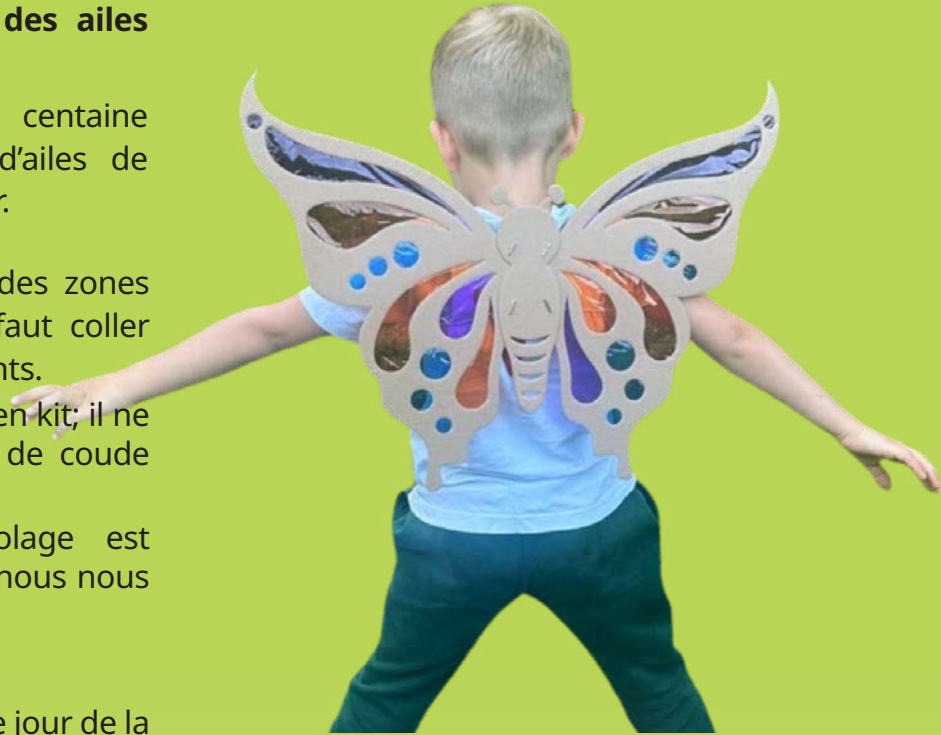 des ailes
centaine
d'ailes de
r.
des zones
faut coller
nts.
en kit; il ne
de coude
olage est
nous nous
e jour de la